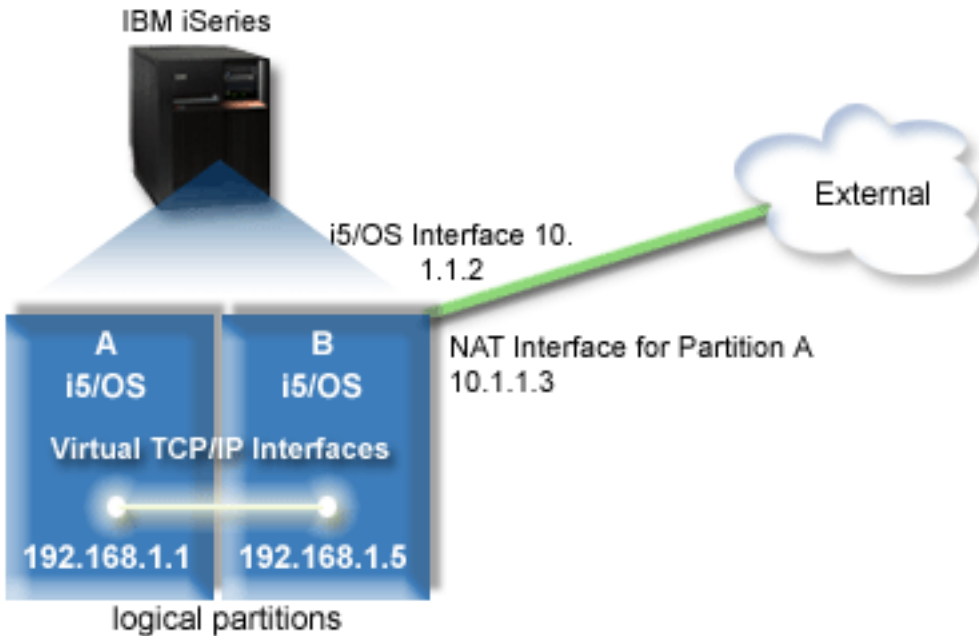 IBM iSeries
External
i5/OS Interface 10.
1.1.2
NAT Interface for Partition A
10.1.1.3
A
i5/OS
B
i5/OS
Virtual TCP/IP Interfaces
192.168.1.1
192.168.1.5
logical partitions